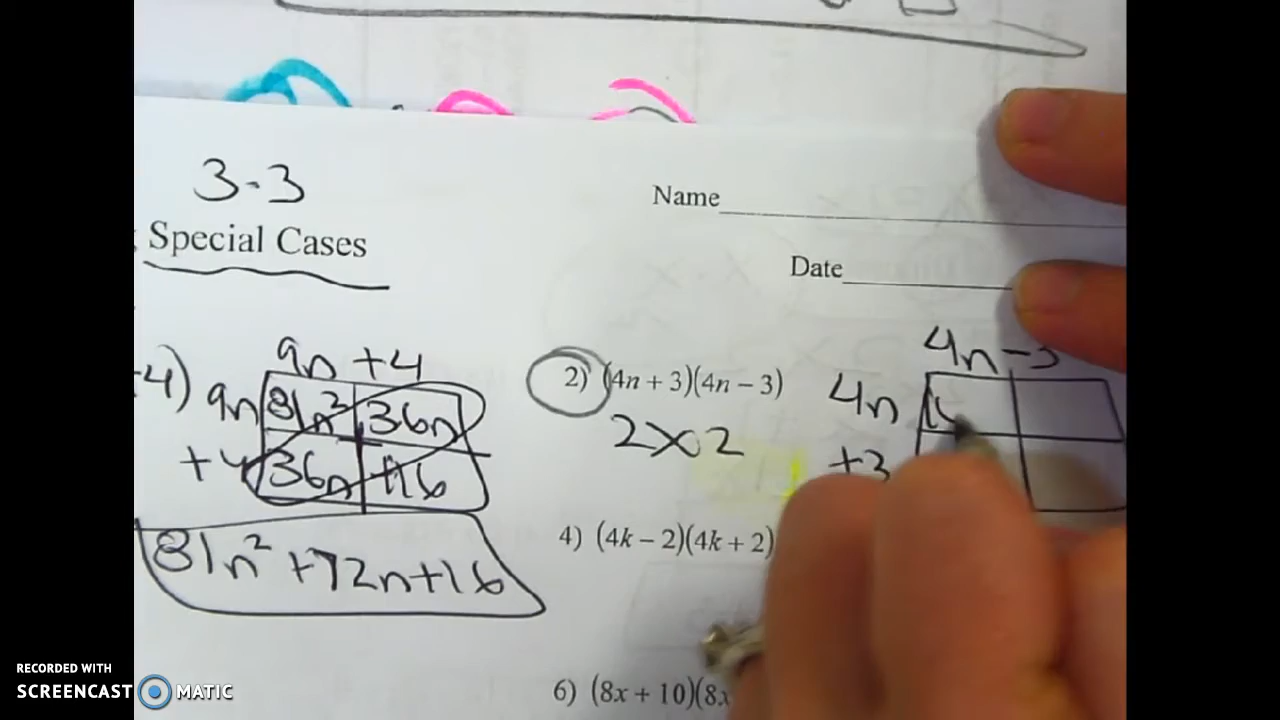 3-3
Name
Special Cases
Date
9n +4
4n - 3
-4)
9n
81n² 36n
2) (4n + 3)(4n − 3)
4n
+4
36n +16
2x2
+3
81n² +72n+16
4) (4k − 2)(4k + 2)
6) (8x + 10)(8x
RECORDED WITH
SCREENCAST MATIC